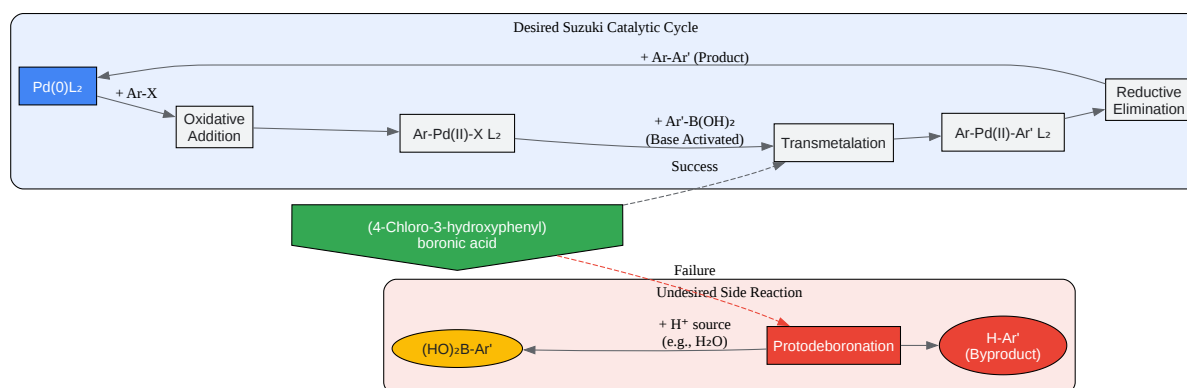 Desired Suzuki Catalytic Cycle
+ Ar-Ar' (Product)
Pd(0)L₂
+ Ar-X
Oxidative
Addition
Ar-Pd(II)-X L₂
+ Ar'-B(OH)₂
(Base Activated)
Transmetalation
Ar-Pd(II)-Ar' L₂
Reductive
Elimination
Success
(4-Chloro-3-hydroxyphenyl)
boronic acid
Failure
Undesired Side Reaction
(HO)₂B-Ar'
+ H⁺ source
(e.g., H₂O)
Protodeboronation
H-Ar'
(Byproduct)